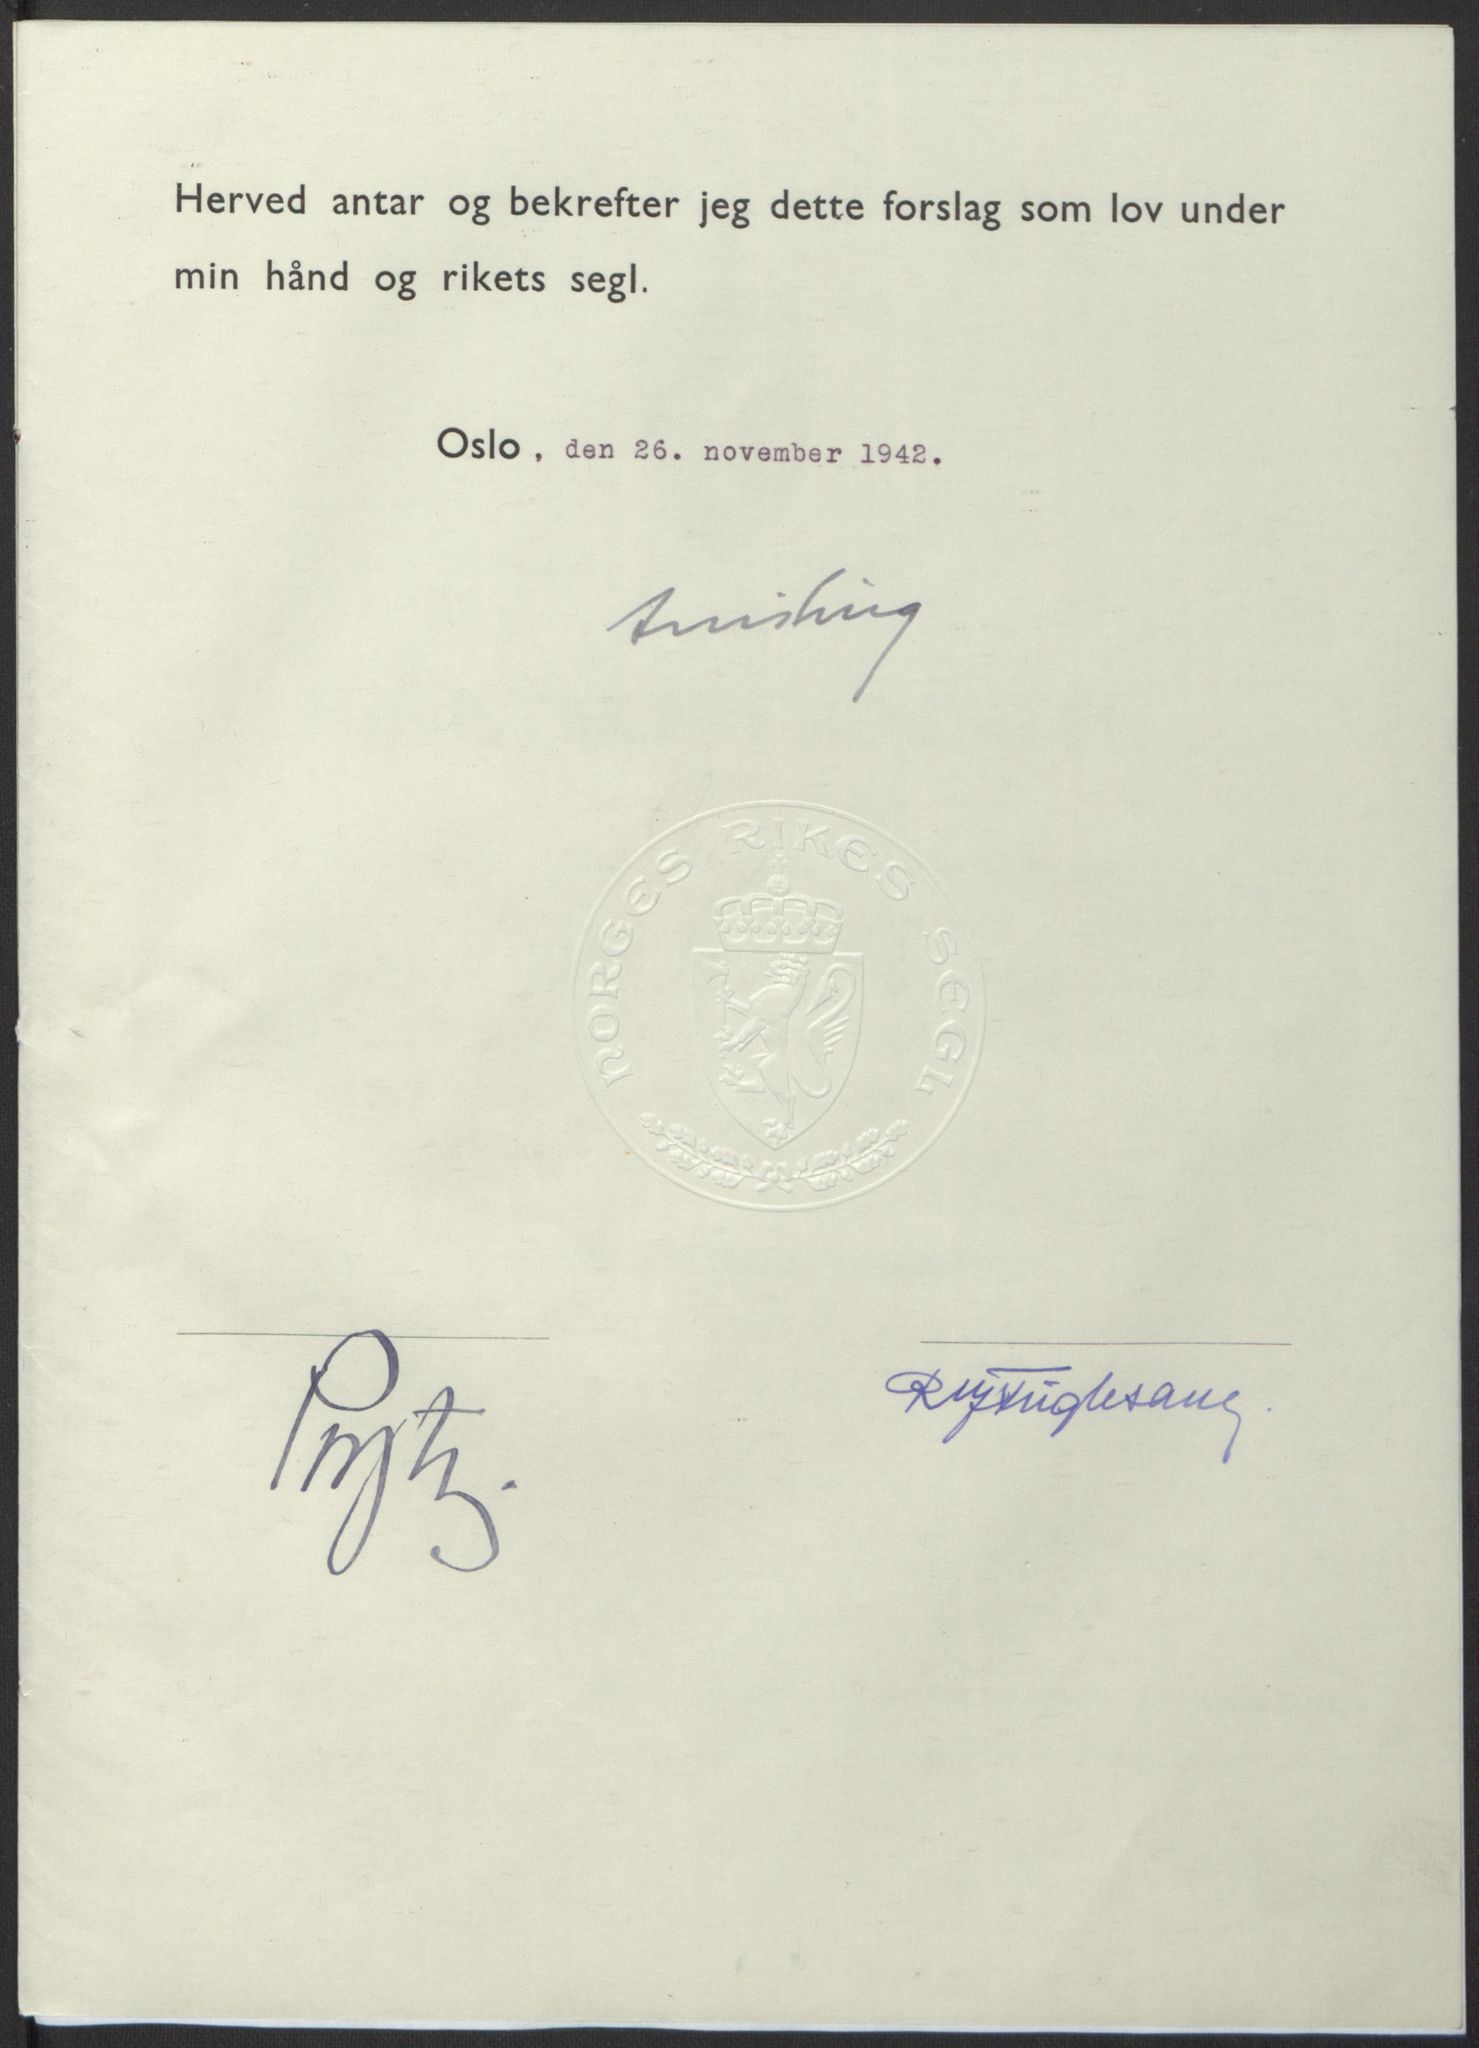 Herved antar og bekrefter jeg dette forslag som lov under
min hånd og rikets segl.
Oslo, den 26. november 1942.
NORGES RIKES SEGL